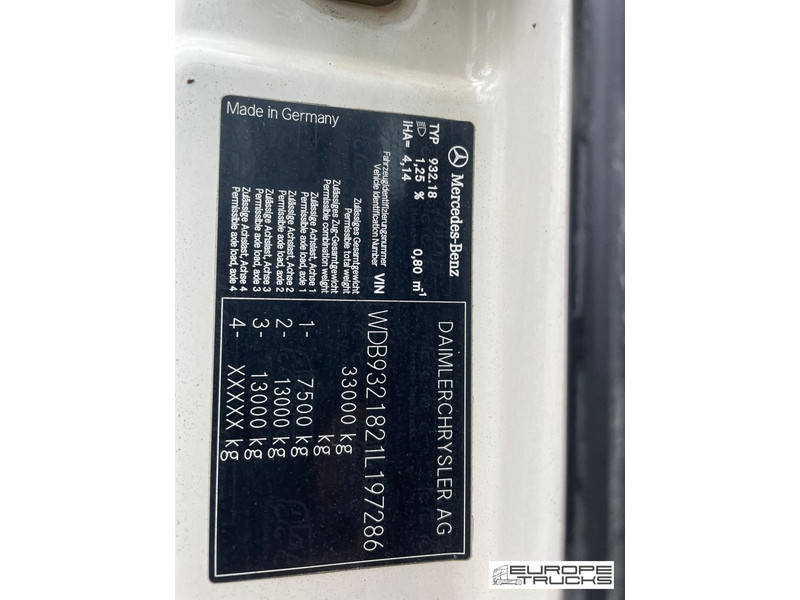 Mercedes-Benz
TYP 932.18
1,25 % 0,80 m-1
IHA= 4,14
DAIMLERCHRYSLER AG
Fahrzeugidentifizierungsnummer
Vehicle Identification Number VIN WDB9321821L197286
Zulässiges Gesamtgewicht
Permissible total weight 33000 kg
Zulässiges Zug-Gesamtgewicht
Permissible combination weight kg
Zulässige Achslast, Achse 1
Permissible axle load, axle 1 1- 7500 kg
Zulässige Achslast, Achse 2
Permissible axle load, axle 2 2- 13000 kg
Zulässige Achslast, Achse 3
Permissible axle load, axle 3 3- 13000 kg
Zulässige Achslast, Achse 4
Permissible axle load, axle 4 4- XXXXX kg
Made in Germany
EUROPE
TRUCKS